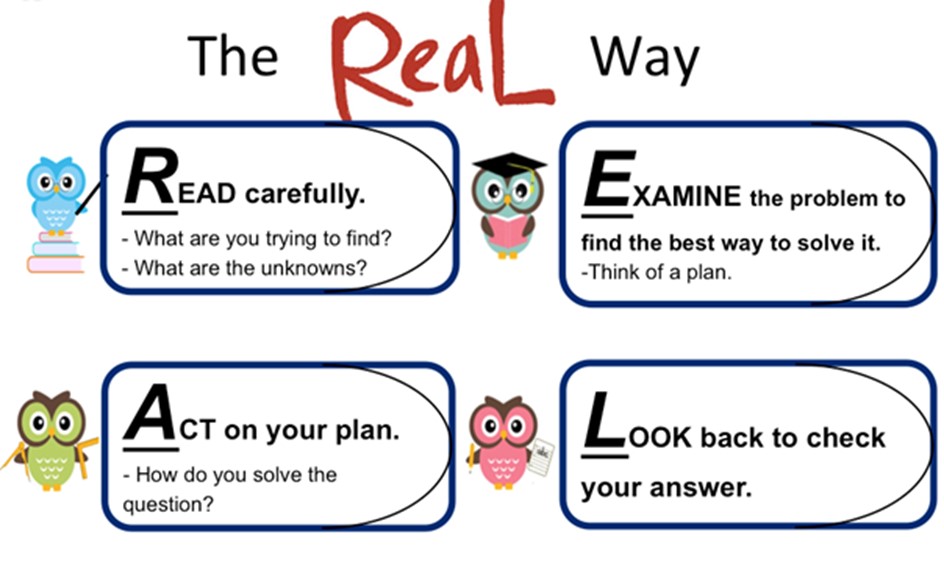 The ReaL Way
READ carefully.
- What are you trying to find?
- What are the unknowns?
EXAMINE the problem to
find the best way to solve it.
-Think of a plan.
ACT on your plan.
- How do you solve the
question?
LOOK back to check
your answer.
abc